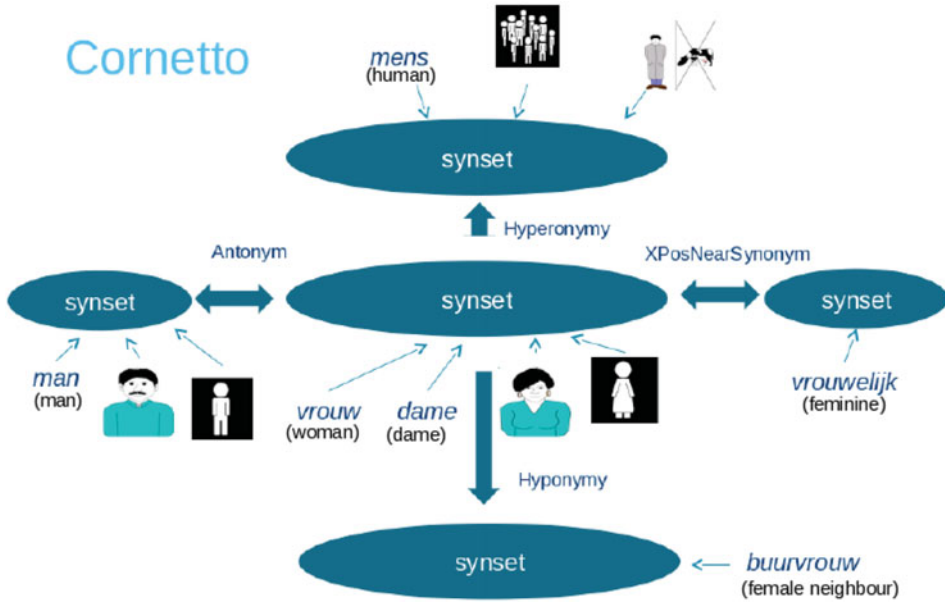 Cornetto
mens
(human)
synset
Hyperonymy
Antonym
XPosNearSynonym
synset
synset
synset
man
(man)
vrouw
(woman)
dame
(dame)
vrouwelijk
(feminine)
Hyponymy
synset
buurvrouw
(female neighbour)